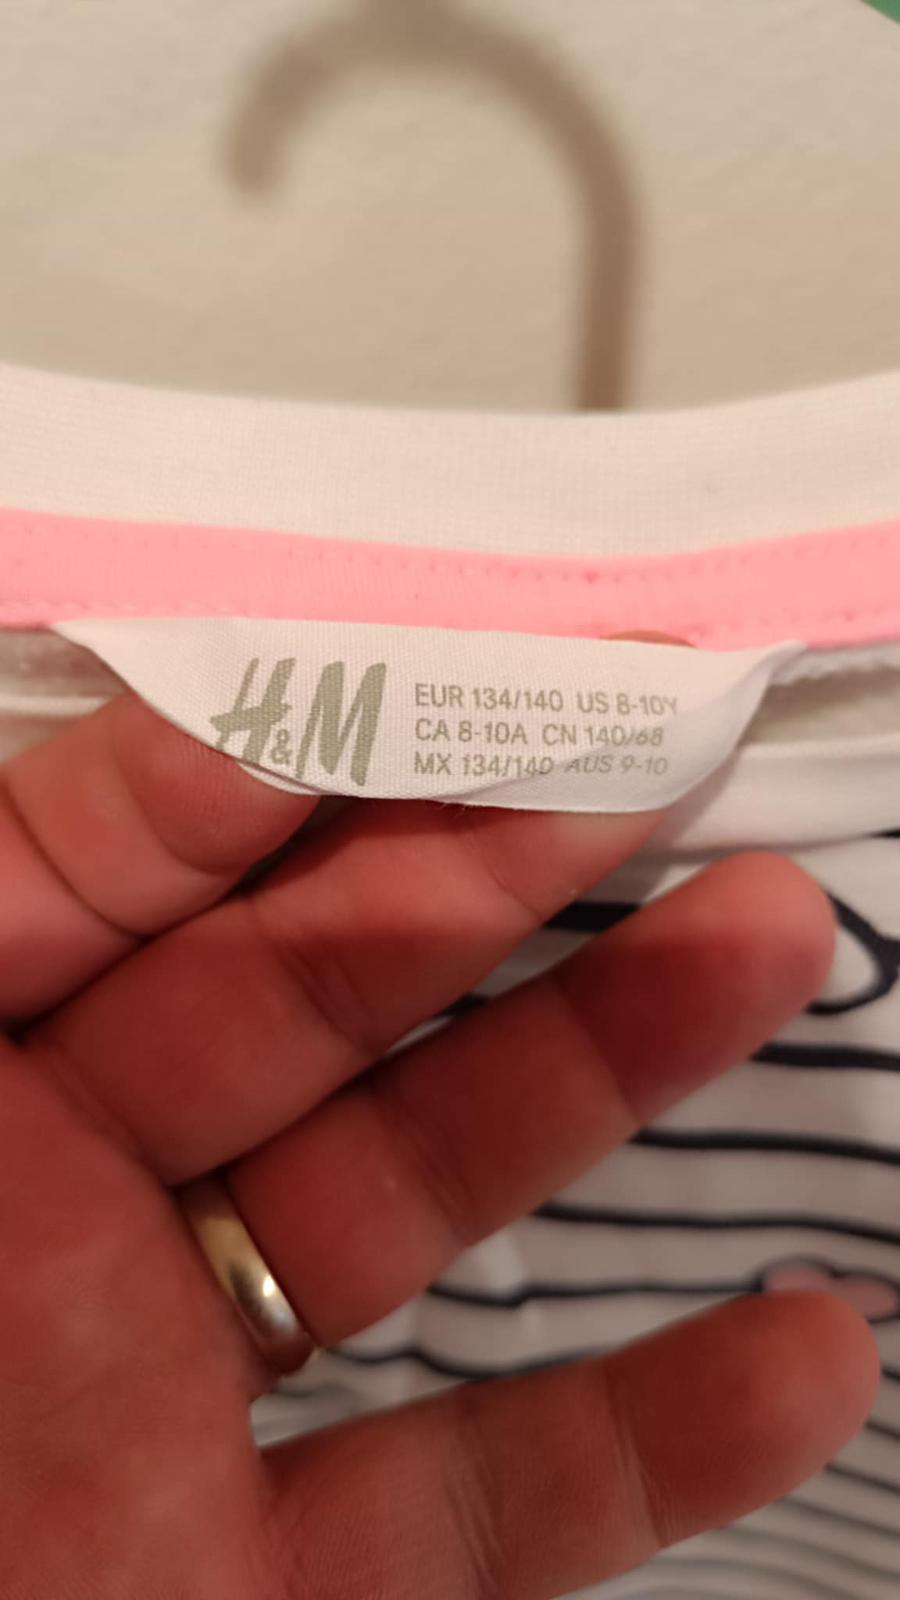 H&M
EUR 134/140 US 8-10Y
CA 8-10A CN 140/68
MX 134/140 AUS 9-10